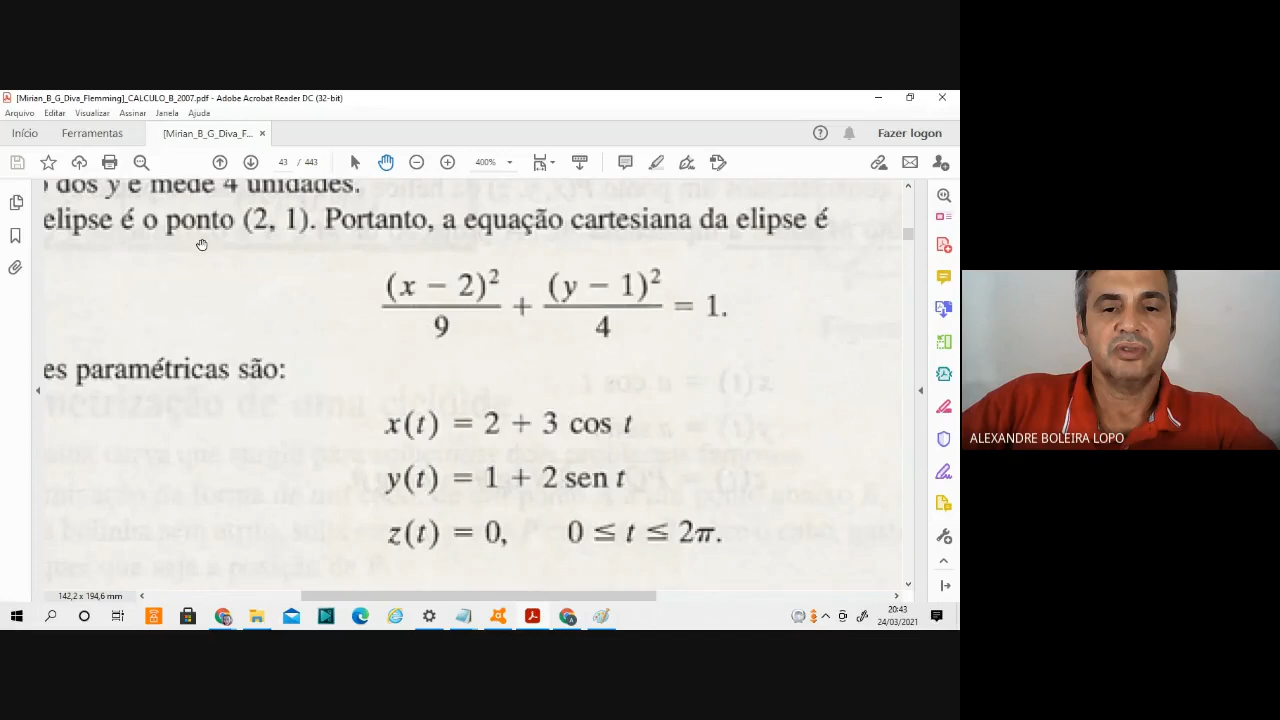 [Mirian_B_G_Diva_Flemming]_CALCULO_B_2007.pdf - Adobe Acrobat Reader DC (32-bit)
Arquivo Editar Visualizar Assinar Janela Ajuda
Início Ferramentas [Mirian_B_G_Diva_F... × Fazer logon
43 / 443 400%
dos y e mede 4 unidades.
elipse é o ponto (2, 1). Portanto, a equação cartesiana da elipse é
(x − 2)² / 9 + (y − 1)² / 4 = 1.
es paramétricas são:
x(t) = 2 + 3 cos t
y(t) = 1 + 2 sen t
z(t) = 0, 0 ≤ t ≤ 2π.
142,2 x 194,6 mm
20:43
24/03/2021
ALEXANDRE BOLEIRA LOPO